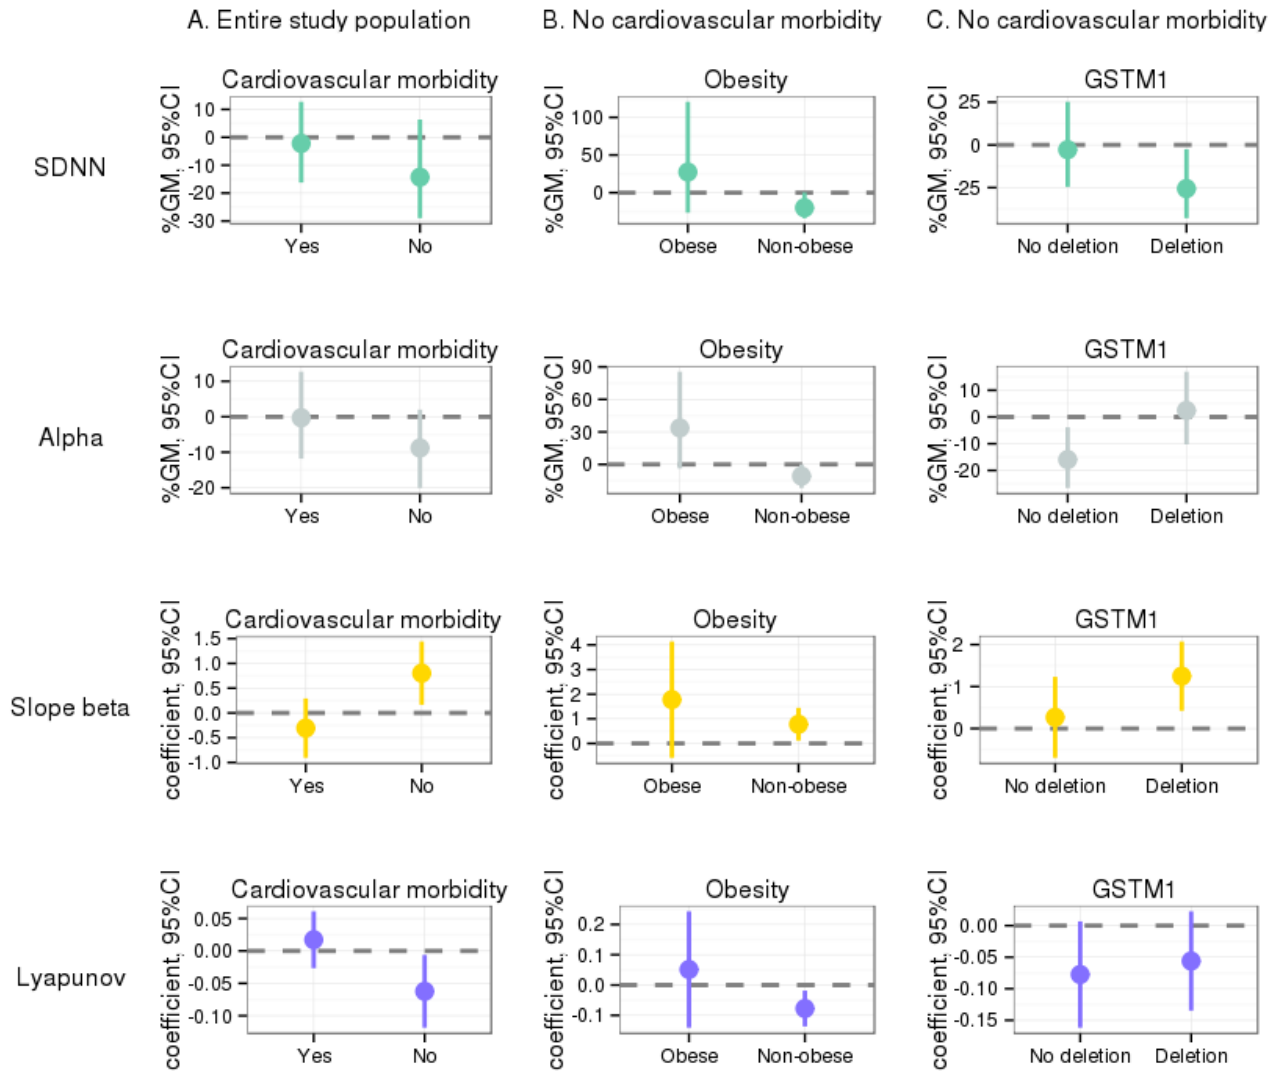 A. Entire study population
B. No cardiovascular morbidity
C. No cardiovascular morbidity
SDNN
Cardiovascular morbidity
%GM, 95%CI
10
0
-10
-20
-30
Yes
No
Obesity
%GM, 95%CI
100
50
0
Obese
Non-obese
GSTM1
%GM, 95%CI
25
0
-25
No deletion
Deletion
Alpha
Cardiovascular morbidity
%GM, 95%CI
10
0
-10
-20
Yes
No
Obesity
%GM, 95%CI
90
60
30
0
Obese
Non-obese
GSTM1
%GM, 95%CI
10
0
-10
-20
No deletion
Deletion
Slope beta
Cardiovascular morbidity
coefficient, 95%CI
1.5
1.0
0.5
0.0
-0.5
-1.0
Yes
No
Obesity
coefficient, 95%CI
4
3
2
1
0
Obese
Non-obese
GSTM1
coefficient, 95%CI
2
1
0
No deletion
Deletion
Lyapunov
Cardiovascular morbidity
coefficient, 95%CI
0.05
0.00
-0.05
-0.10
Yes
No
Obesity
coefficient, 95%CI
0.2
0.1
0.0
-0.1
Obese
Non-obese
GSTM1
coefficient, 95%CI
0.00
-0.05
-0.10
-0.15
No deletion
Deletion